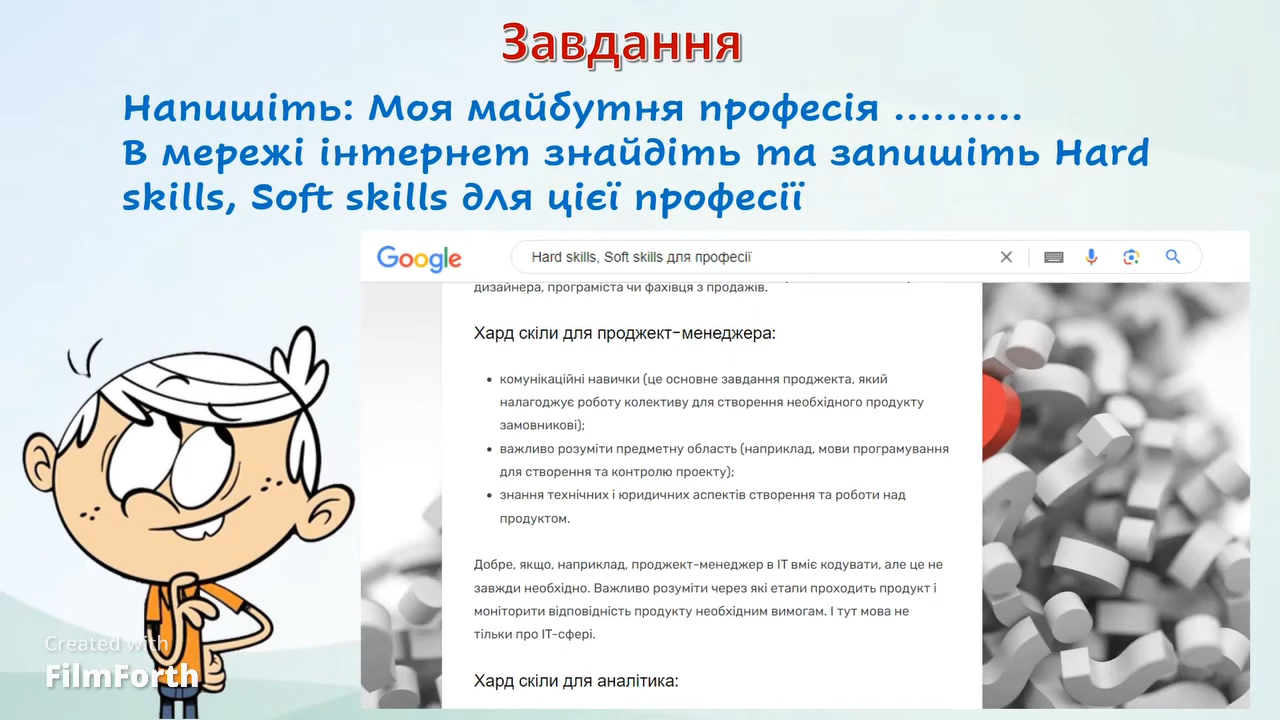 Завдання
Напишіть: Моя майбутня професія ..........
В мережі інтернет знайдіть та запишіть Hard
skills, Soft skills для цієї професії
Google
Hard skills, Soft skills для професії
дизайнера, програміста чи фахівця з продажів.
Хард скіли для проджект-менеджера:
• комунікаційні навички (це основне завдання проджекта, який
налагоджує роботу колективу для створення необхідного продукту
замовникові);
• важливо розуміти предметну область (наприклад, мови програмування
для створення та контролю проекту);
• знання технічних і юридичних аспектів створення та роботи над
продуктом.
Добре, якщо, наприклад, проджект-менеджер в IT вміє кодувати, але це не
завжди необхідно. Важливо розуміти через які етапи проходить продукт і
моніторити відповідність продукту необхідним вимогам. І тут мова не
тільки про IT-сфері.
Хард скіли для аналітика:
Created with
FilmForth